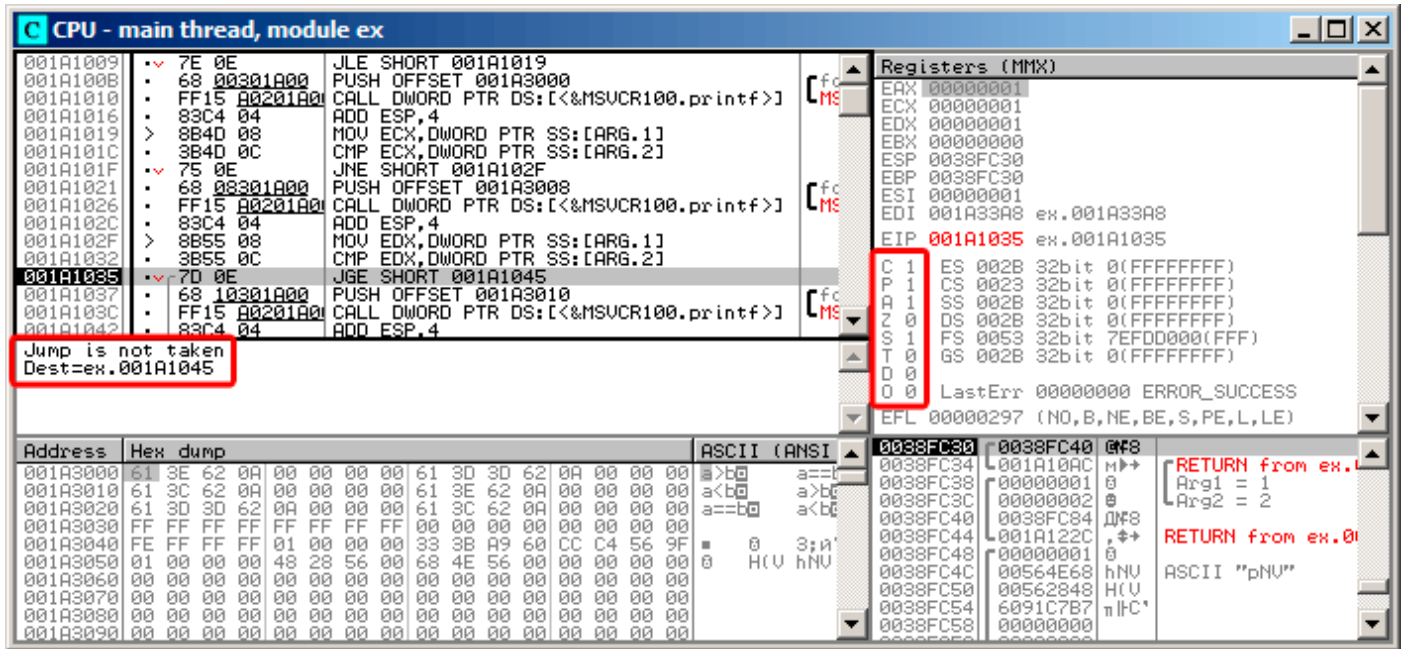 C CPU - main thread, module ex
001A1009 7E 0E JLE SHORT 001A1019
001A100B 68 00301A00 PUSH OFFSET 001A3000
001A1010 FF15 A0201A0 CALL DWORD PTR DS:[<&MSVCR100.printf>]
001A1016 83C4 04 ADD ESP,4
001A1019 > 8B4D 08 MOV ECX,DWORD PTR SS:[ARG.1]
001A101C 3B4D 0C CMP ECX,DWORD PTR SS:[ARG.2]
001A101F 75 0E JNE SHORT 001A102F
001A1021 68 08301A00 PUSH OFFSET 001A3008
001A1026 FF15 A0201A0 CALL DWORD PTR DS:[<&MSVCR100.printf>]
001A102C 83C4 04 ADD ESP,4
001A102F > 8B55 08 MOV EDX,DWORD PTR SS:[ARG.1]
001A1032 3B55 0C CMP EDX,DWORD PTR SS:[ARG.2]
001A1035 7D 0E JGE SHORT 001A1045
001A1037 68 10301A00 PUSH OFFSET 001A3010
001A103C FF15 A0201A0 CALL DWORD PTR DS:[<&MSVCR100.printf>]
001A1042 83C4 04 ADD ESP,4
Jump is not taken
Dest=ex.001A1045
Registers (MMX)
EAX 00000001
ECX 00000001
EDX 00000001
EBX 00000000
ESP 0038FC30
EBP 0038FC30
ESI 00000001
EDI 001A33A8 ex.001A33A8
EIP 001A1035 ex.001A1035
C 1 ES 002B 32bit 0(FFFFFFFF)
P 1 CS 0023 32bit 0(FFFFFFFF)
A 1 SS 002B 32bit 0(FFFFFFFF)
Z 0 DS 002B 32bit 0(FFFFFFFF)
S 1 FS 0053 32bit 7EFDD000(FFF)
T 0 GS 002B 32bit 0(FFFFFFFF)
D 0
O 0 LastErr 00000000 ERROR_SUCCESS
EFL 00000297 (NO,B,NE,BE,S,PE,L,LE)
Address Hex dump ASCII (ANSI
001A3000 61 3E 62 0A 00 00 00 00 61 3D 3D 62 0A 00 00 00 a>b a==b
001A3010 61 3C 62 0A 00 00 00 00 61 3E 62 0A 00 00 00 00 a<b a>b
001A3020 61 3D 3D 62 0A 00 00 00 61 3C 62 0A 00 00 00 00 a==b a<b
001A3030 FF FF FF FF FF FF FF FF 00 00 00 00 00 00 00 00
001A3040 FE FF FF FF 01 00 00 00 33 3B A9 60 CC C4 56 9F
001A3050 01 00 00 00 48 28 56 00 68 4E 56 00 00 00 00 00 H(V hNV
001A3060 00 00 00 00 00 00 00 00 00 00 00 00 00 00 00 00
001A3070 00 00 00 00 00 00 00 00 00 00 00 00 00 00 00 00
001A3080 00 00 00 00 00 00 00 00 00 00 00 00 00 00 00 00
001A3090 00 00 00 00 00 00 00 00 00 00 00 00 00 00 00 00
0038FC30 0038FC40
0038FC34 001A10AC RETURN from ex.
0038FC38 00000001 Arg1 = 1
0038FC3C 00000002 Arg2 = 2
0038FC40 0038FC84
0038FC44 001A122C RETURN from ex.0
0038FC48 00000001
0038FC4C 00564E68 hNV ASCII "pNV"
0038FC50 00562848 H(V
0038FC54 6091C7B7
0038FC58 00000000